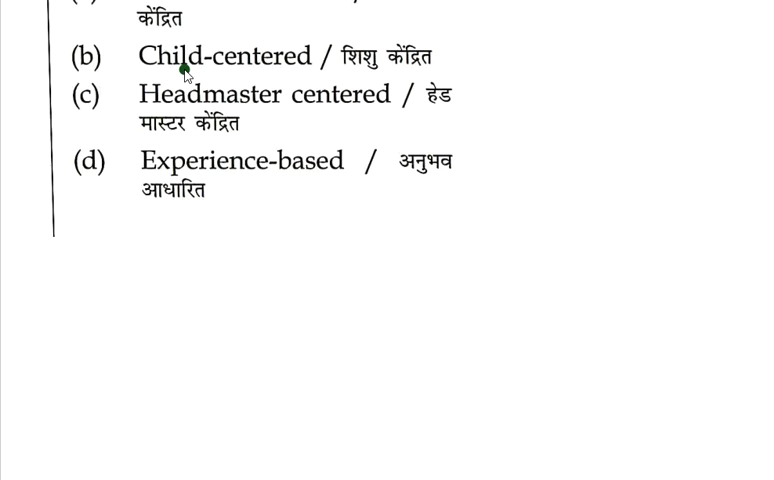 केंद्रित
(b) Child-centered / शिशु केंद्रित
(c) Headmaster centered / हेड
मास्टर केंद्रित
(d) Experience-based / अनुभव
आधारित